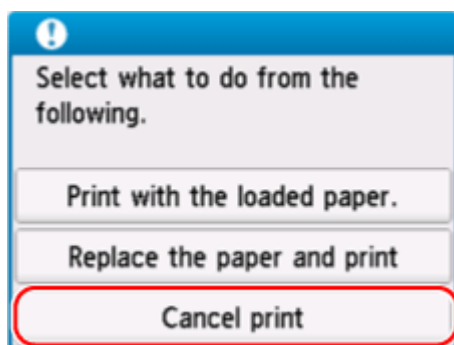 Select what to do from the
following.
Print with the loaded paper.
Replace the paper and print
Cancel print